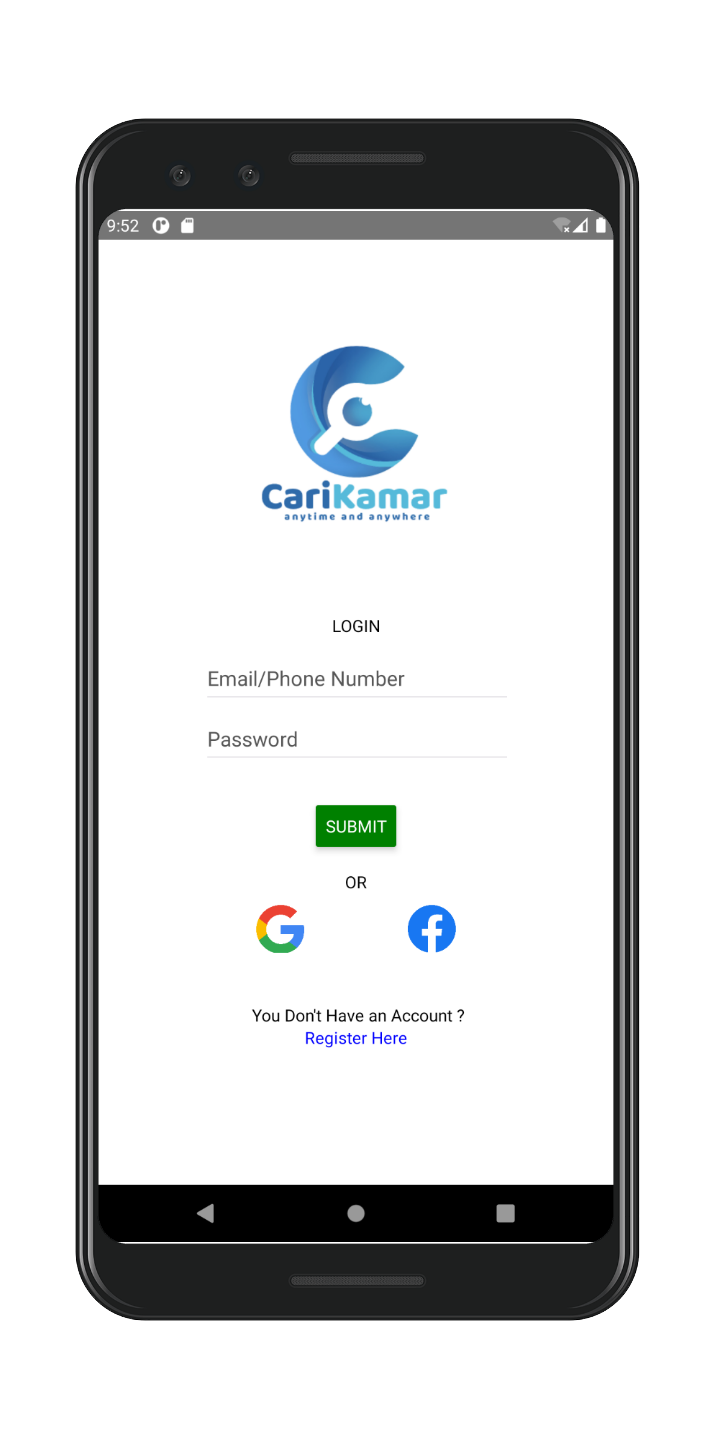 9:52
CariKamar
anytime and anywhere
LOGIN
Email/Phone Number
Password
SUBMIT
OR
You Don't Have an Account ?
Register Here